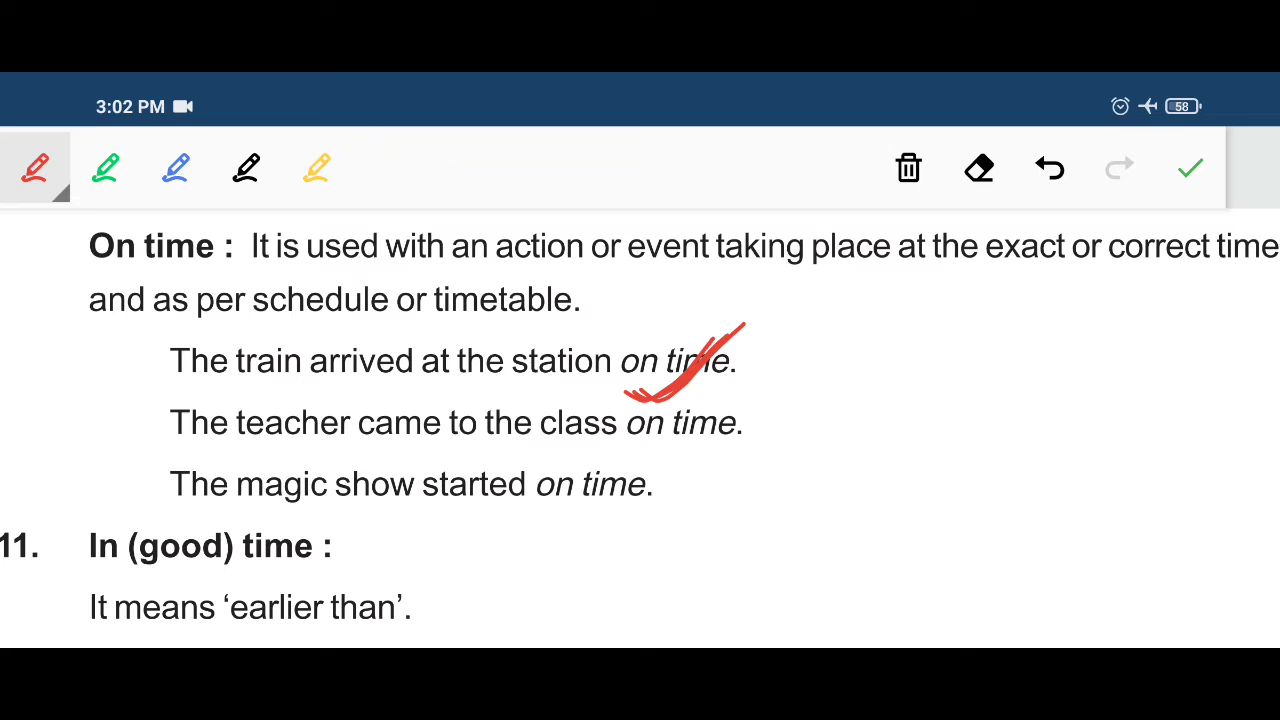 3:02 PM
58
On time : It is used with an action or event taking place at the exact or correct time
and as per schedule or timetable.
The train arrived at the station on time.
The teacher came to the class on time.
The magic show started on time.
11. In (good) time :
It means ‘earlier than’.